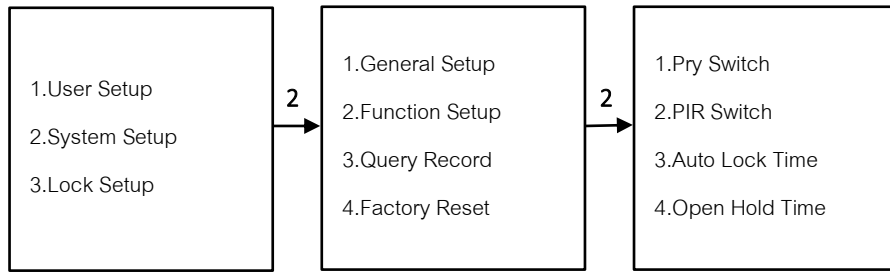 1.User Setup
2.System Setup
3.Lock Setup
2
1.General Setup
2.Function Setup
3.Query Record
4.Factory Reset
2
1.Pry Switch
2.PIR Switch
3.Auto Lock Time
4.Open Hold Time